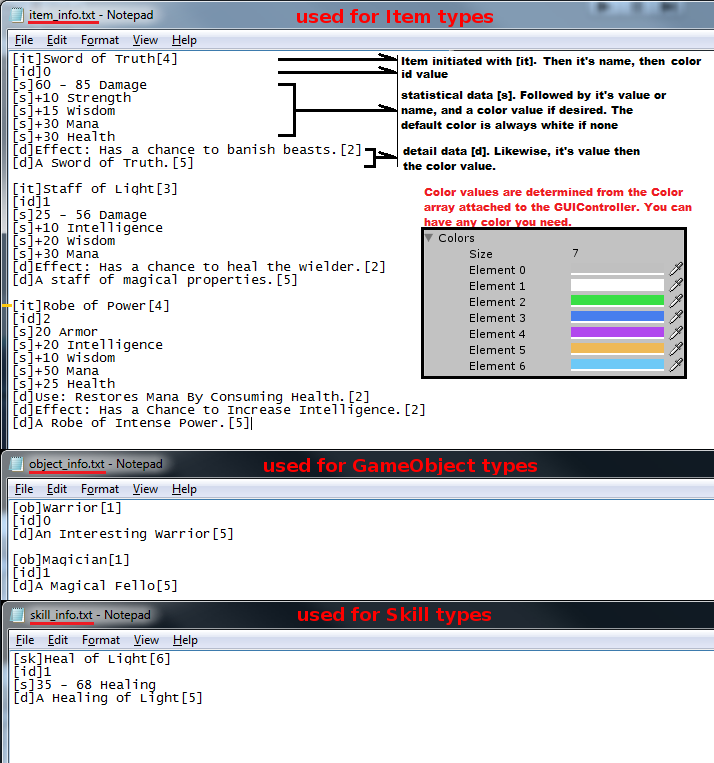 item_info.txt - Notepad
used for Item types
File Edit Format View Help
[it]Sword of Truth[4]
[id]0
[s]60 - 85 Damage
[s]+10 Strength
[s]+15 Wisdom
[s]+30 Mana
[s]+30 Health
[d]Effect: Has a chance to banish beasts.[2]
[d]A Sword of Truth.[5]
Item initiated with [it]. Then it's name, then color
id value
statistical data [s]. Followed by it's value or
name, and a color value if desired. The
default color is always white if none
detail data [d]. Likewise, it's value then
the color value.
[it]Staff of Light[3]
[id]1
[s]25 - 56 Damage
[s]+10 Intelligence
[s]+20 Wisdom
[s]+30 Mana
[d]Effect: Has a chance to heal the wielder.[2]
[d]A staff of magical properties.[5]
Color values are determined from the Color
array attached to the GUIController. You can
have any color you need.
Colors
Size 7
Element 0
Element 1
Element 2
Element 3
Element 4
Element 5
Element 6
[it]Robe of Power[4]
[id]2
[s]20 Armor
[s]+20 Intelligence
[s]+10 Wisdom
[s]+50 Mana
[s]+25 Health
[d]Use: Restores Mana By Consuming Health.[2]
[d]Effect: Has a Chance to Increase Intelligence.[2]
[d]A Robe of Intense Power.[5]
object_info.txt - Notepad
used for GameObject types
File Edit Format View Help
[ob]Warrior[1]
[id]0
[d]An Interesting Warrior[5]
[ob]Magician[1]
[id]1
[d]A Magical Fello[5]
skill_info.txt - Notepad
used for Skill types
File Edit Format View Help
[sk]Heal of Light[6]
[id]1
[s]35 - 68 Healing
[d]A Healing of Light[5]